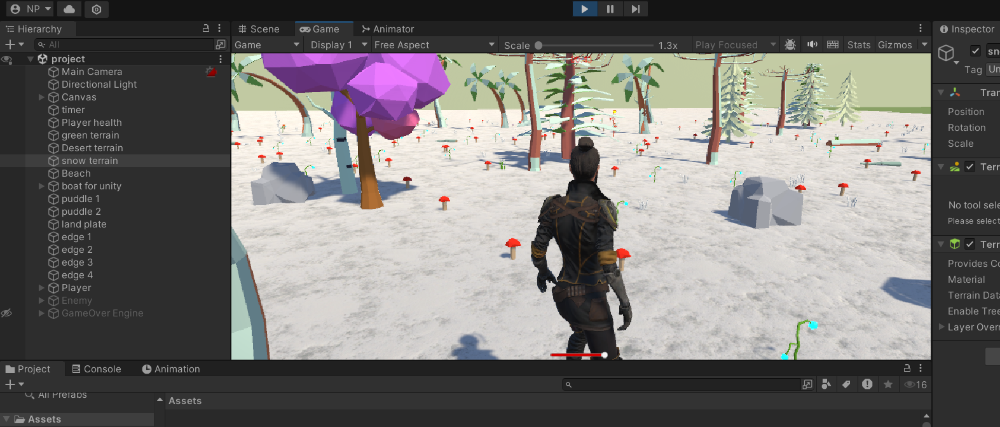 NP
Hierarchy
All
project
Main Camera
Directional Light
Canvas
timer
Player health
green terrain
Desert terrain
snow terrain
Beach
boat for unity
puddle 1
puddle 2
land plate
edge 1
edge 2
edge 3
edge 4
Player
Enemy
GameOver Engine
Scene Game Animator
Game Display 1 Free Aspect Scale 1.3x Play Focused Stats Gizmos
Inspector
sno
Tag Un
Tran
Position
Rotation
Scale
Terr
No tool sele
Please select
Terr
Provides Co
Material
Terrain Data
Enable Tree
Layer Overr
Project Console Animation
16
All Prefabs
Assets
Assets